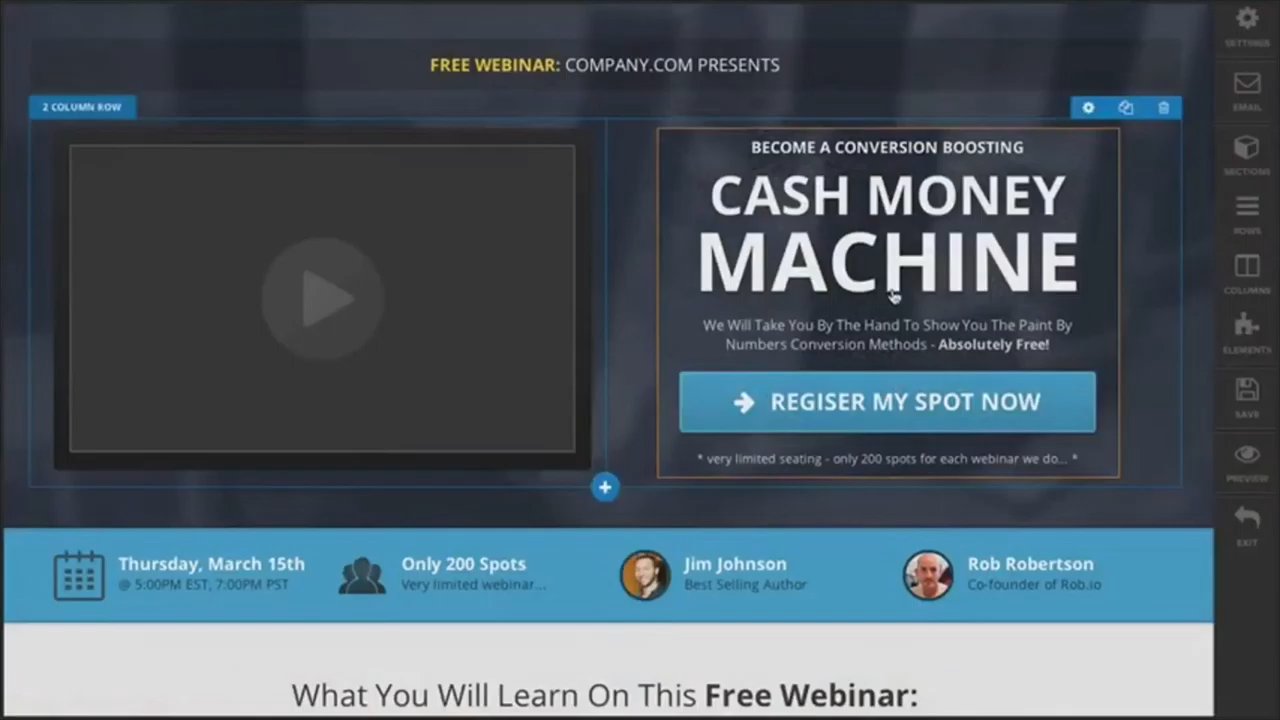 FREE WEBINAR: COMPANY.COM PRESENTS
2 COLUMN ROW
BECOME A CONVERSION BOOSTING
CASH MONEY
MACHINE
We Will Take You By The Hand To Show You The Paint By
Numbers Conversion Methods - Absolutely Free!
REGISER MY SPOT NOW
* very limited seating - only 200 spots for each webinar we do... *
Thursday, March 15th
@ 5:00PM EST, 7:00PM PST
Only 200 Spots
Very limited webinar...
Jim Johnson
Best Selling Author
Rob Robertson
Co-founder of Rob.io
What You Will Learn On This Free Webinar:
SETTINGS
EMAIL
SECTIONS
ROWS
COLUMNS
ELEMENTS
SAVE
PREVIEW
EXIT